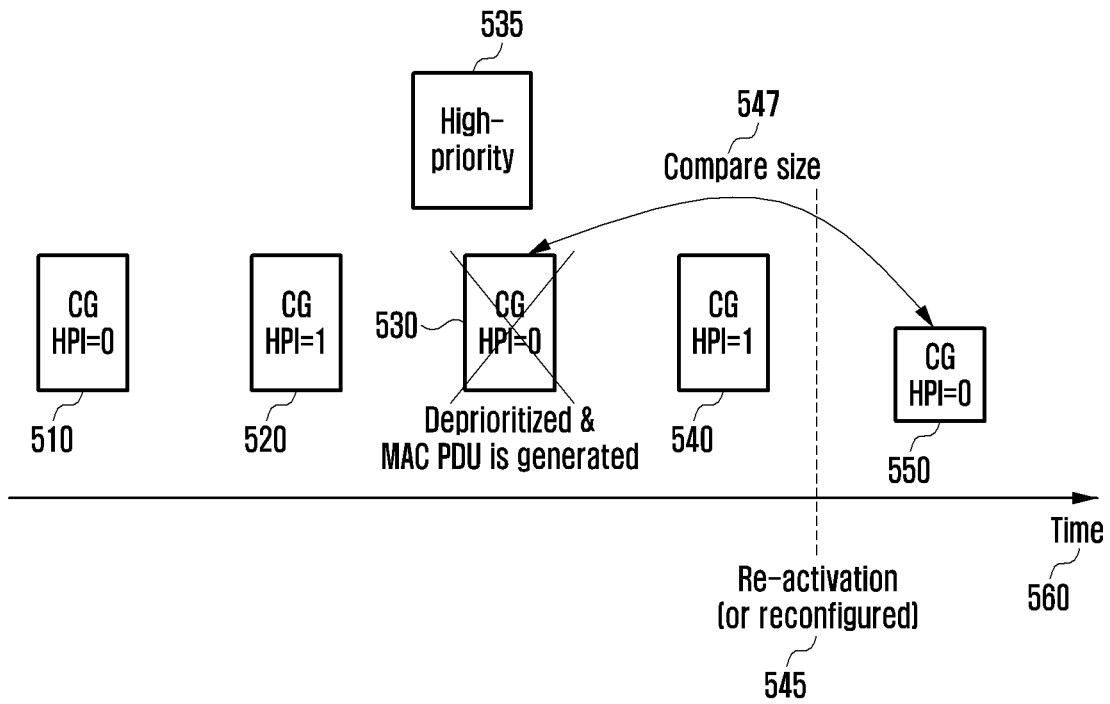 535
High-
priority
547
Compare size
CG
HPI=0
510
CG
HPI=1
520
530
CG
HPI=0
Deprioritized &
MAC PDU is generated
CG
HPI=1
540
CG
HPI=0
550
Time
560
Re-activation
(or reconfigured)
545